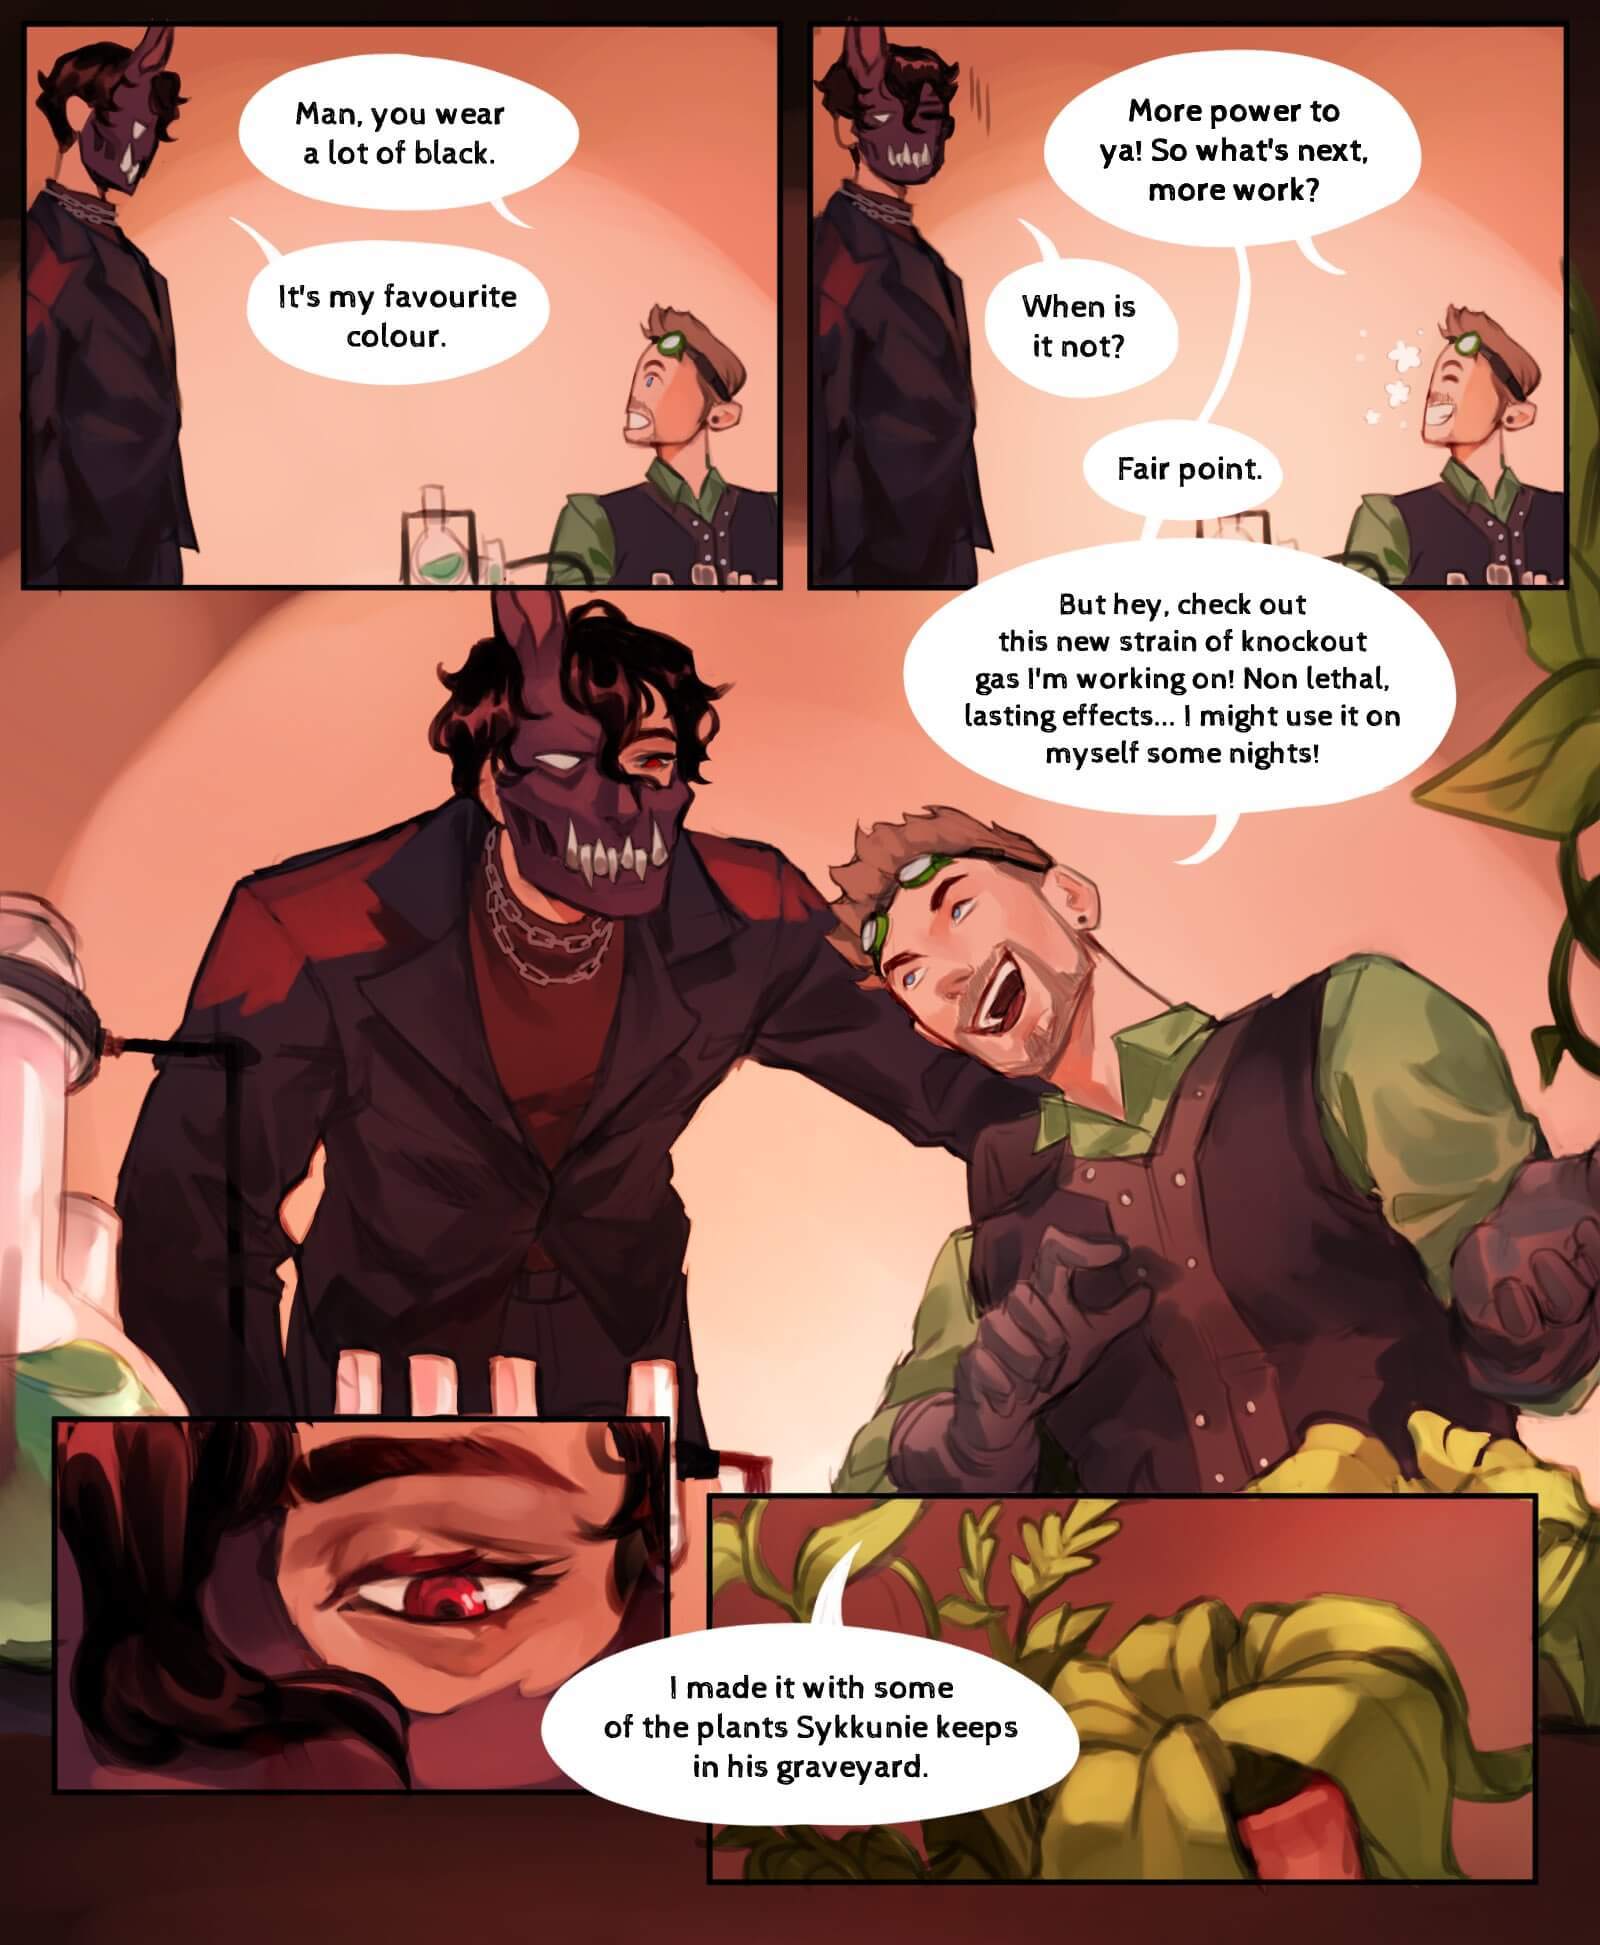 Man, you wear
a lot of black.
It's my favourite
colour.
More power to
ya! So what's next,
more work?
When is
it not?
Fair point.
But hey, check out
this new strain of knockout
gas I'm working on! Non lethal,
lasting effects... I might use it on
myself some nights!
I made it with some
of the plants Sykkunie keeps
in his graveyard.